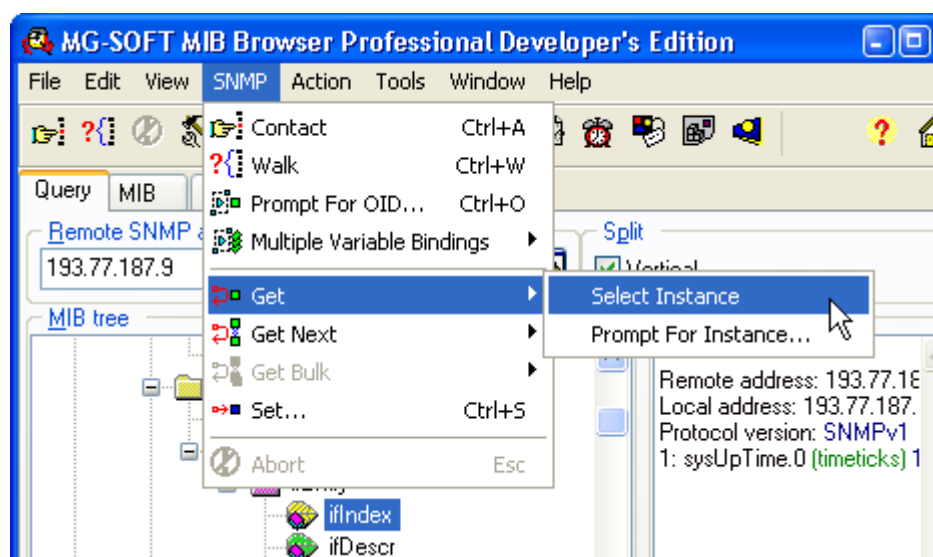 MG-SOFT MIB Browser Professional Developer's Edition
File Edit View SNMP Action Tools Window Help
Contact Ctrl+A
Walk Ctrl+W
Query MIB
Prompt For OID... Ctrl+O
Remote SNMP
Multiple Variable Bindings
Split
193.77.187.9
Vertical
Get
Select Instance
MIB tree
Get Next
Prompt For Instance...
Get Bulk
Remote address: 193.77.18
Set... Ctrl+S
Local address: 193.77.187.
Protocol version: SNMPv1
Abort Esc
1: sysUpTime.0 (timeticks) 1
ifIndex
ifDescr